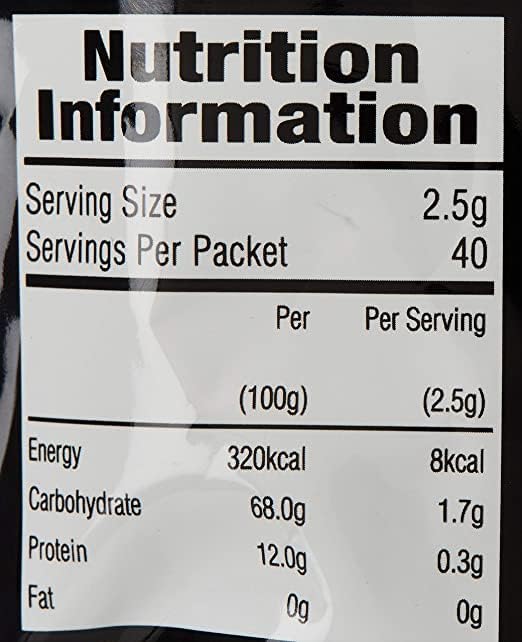 Nutrition
Information
Serving Size 2.5g
Servings Per Packet 40
Per Per Serving
(100g) (2.5g)
Energy 320kcal 8kcal
Carbohydrate 68.0g 1.7g
Protein 12.0g 0.3g
Fat 0g 0g